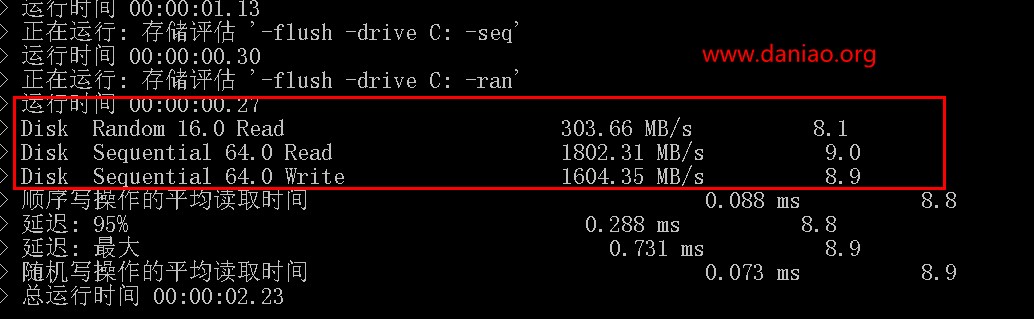 > 运行时间 00:00:01.13
> 正在运行: 存储评估 '-flush -drive C: -seq'
> 运行时间 00:00:00.30
www.daniao.org
> 正在运行: 存储评估 '-flush -drive C: -ran'
> 运行时间 00:00:00.27
> Disk  Random 16.0 Read 303.66 MB/s 8.1
> Disk  Sequential 64.0 Read 1802.31 MB/s 9.0
> Disk  Sequential 64.0 Write 1604.35 MB/s 8.9
> 顺序写操作的平均读取时间 0.088 ms 8.8
> 延迟: 95% 0.288 ms 8.8
> 延迟: 最大 0.731 ms 8.9
> 随机写操作的平均读取时间 0.073 ms 8.9
> 总运行时间 00:00:02.23